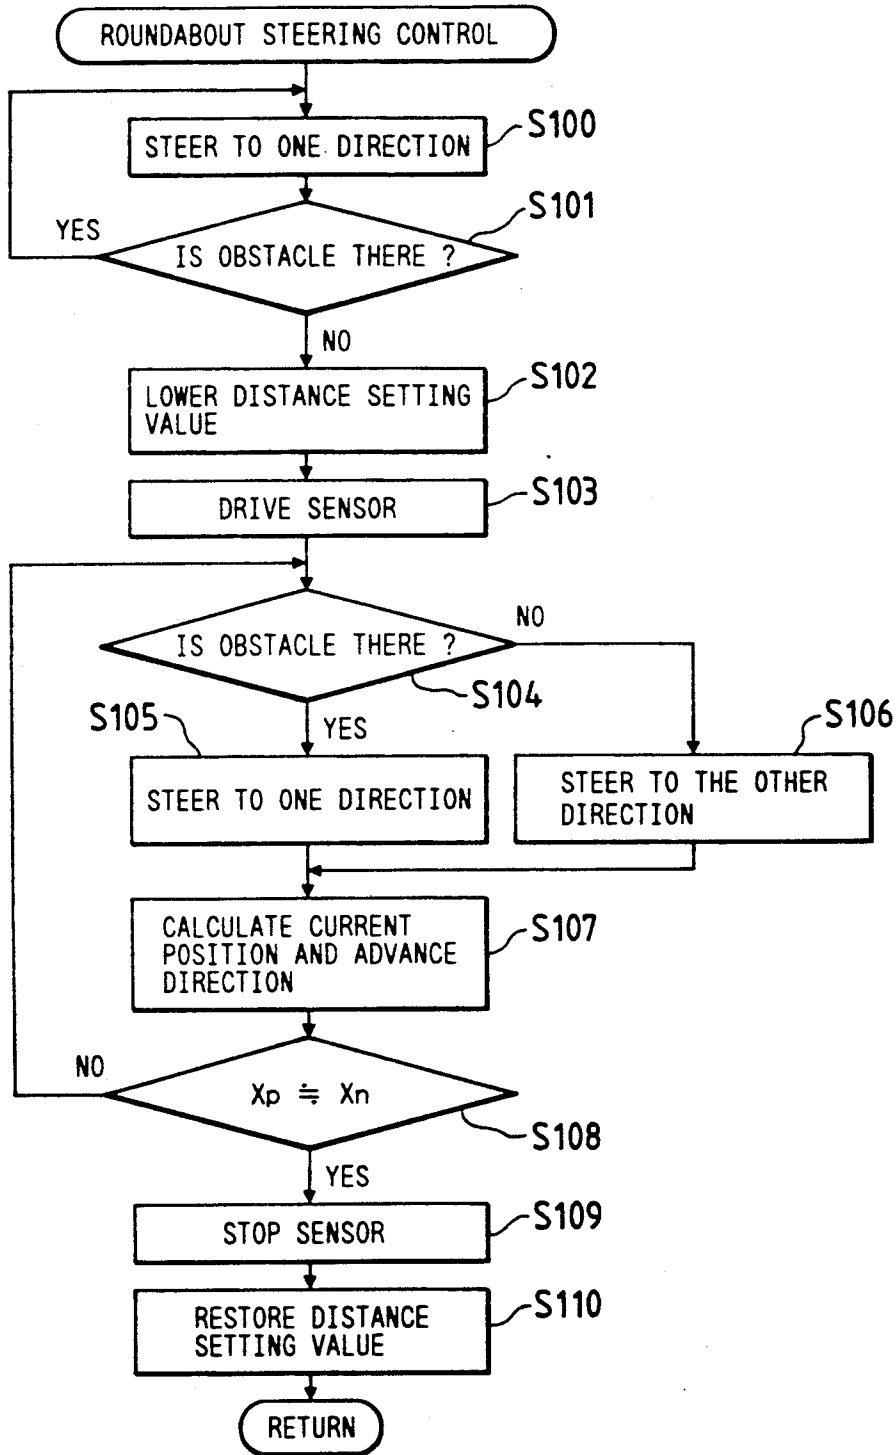 ROUNDABOUT STEERING CONTROL
STEER TO ONE DIRECTION
S100
S101
YES
IS OBSTACLE THERE ?
NO
LOWER DISTANCE SETTING
VALUE
S102
DRIVE SENSOR
S103
IS OBSTACLE THERE ?
NO
S104
S105
YES
S106
STEER TO ONE DIRECTION
STEER TO THE OTHER
DIRECTION
CALCULATE CURRENT
POSITION AND ADVANCE
DIRECTION
S107
NO
Xp ≒ Xn
S108
YES
STOP SENSOR
S109
RESTORE DISTANCE
SETTING VALUE
S110
RETURN